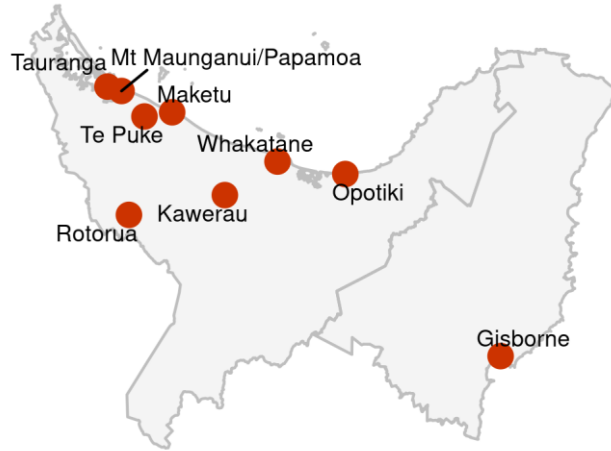 Mt Maunganui/Papamoa
Tauranga
Maketu
Te Puke
Whakatane
Opotiki
Kawerau
Rotorua
Gisborne